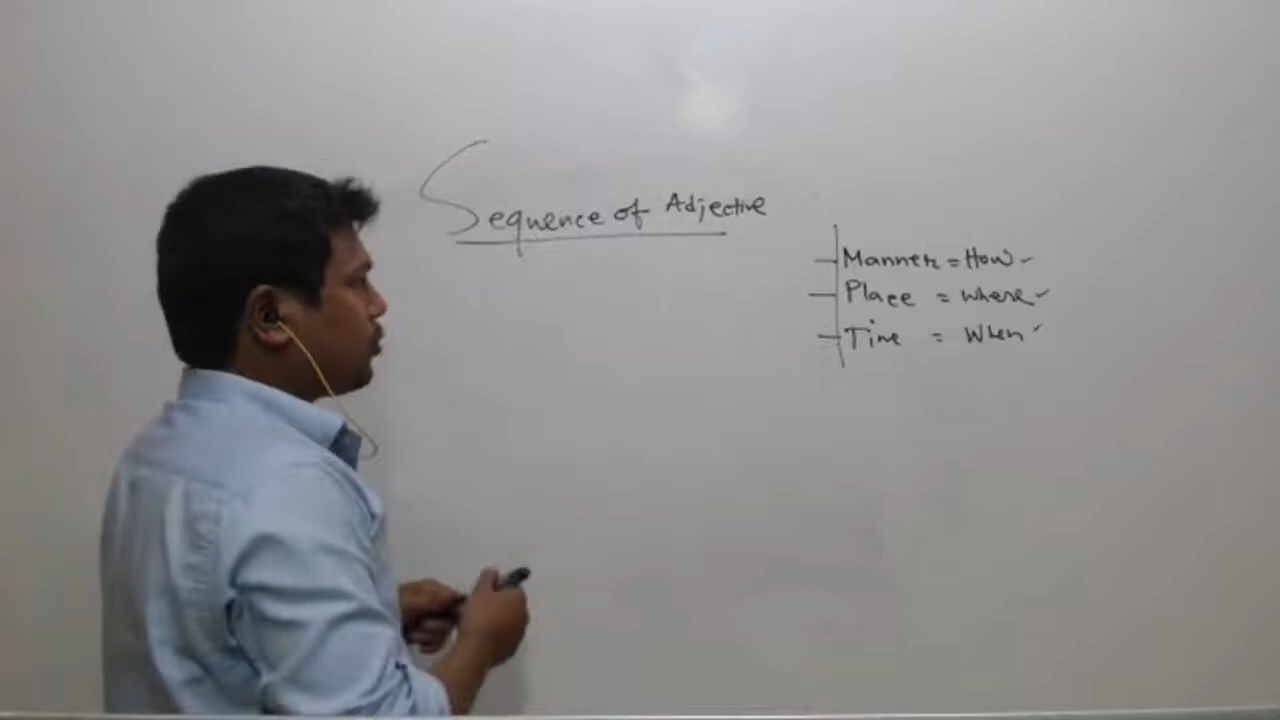 Sequence of Adjective
Manner = How
Place = where
Time = When